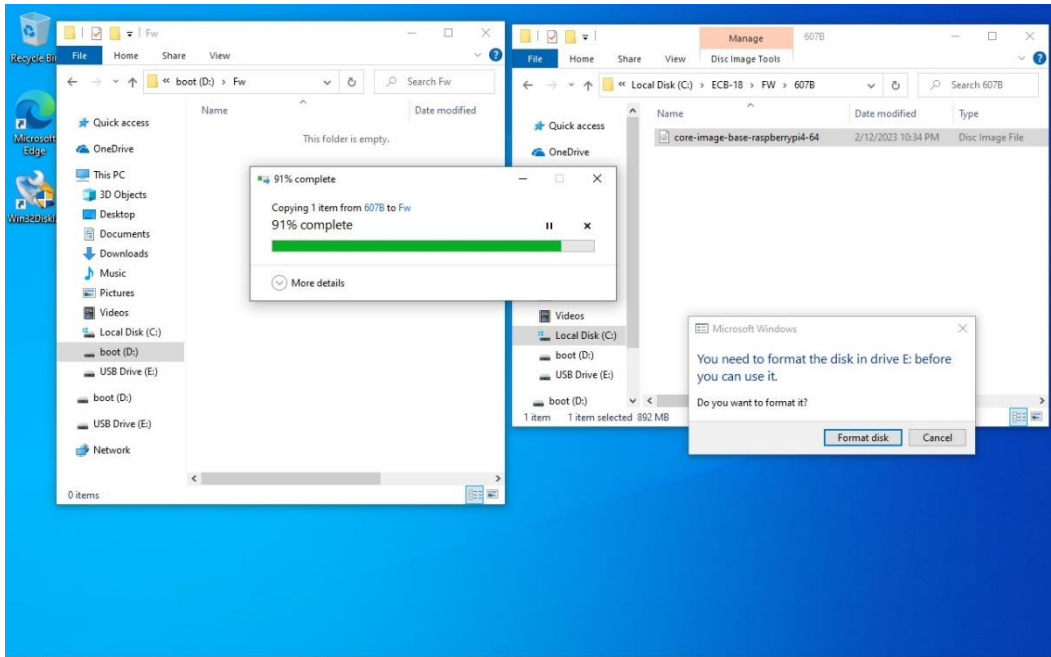 Recycle Bin
Microsoft
Edge
Win32Diskl
Fw
File Home Share View
« boot (D:) › Fw
Search Fw
Name Date modified
This folder is empty.
Quick access
OneDrive
This PC
3D Objects
Desktop
Documents
Downloads
Music
Pictures
Videos
Local Disk (C:)
boot (D:)
USB Drive (E:)
boot (D:)
USB Drive (E:)
Network
0 items
91% complete
Copying 1 item from 607B to Fw
91% complete
More details
Manage 607B
File Home Share View Disc Image Tools
« Local Disk (C:) › ECB-18 › FW › 607B
Search 607B
Name Date modified Type
core-image-base-raspberrypi4-64 2/12/2023 10:34 PM Disc Image File
Quick access
OneDrive
Videos
Local Disk (C:)
boot (D:)
USB Drive (E:)
boot (D:)
1 item 1 item selected 892 MB
Microsoft Windows
You need to format the disk in drive E: before
you can use it.
Do you want to format it?
Format disk Cancel